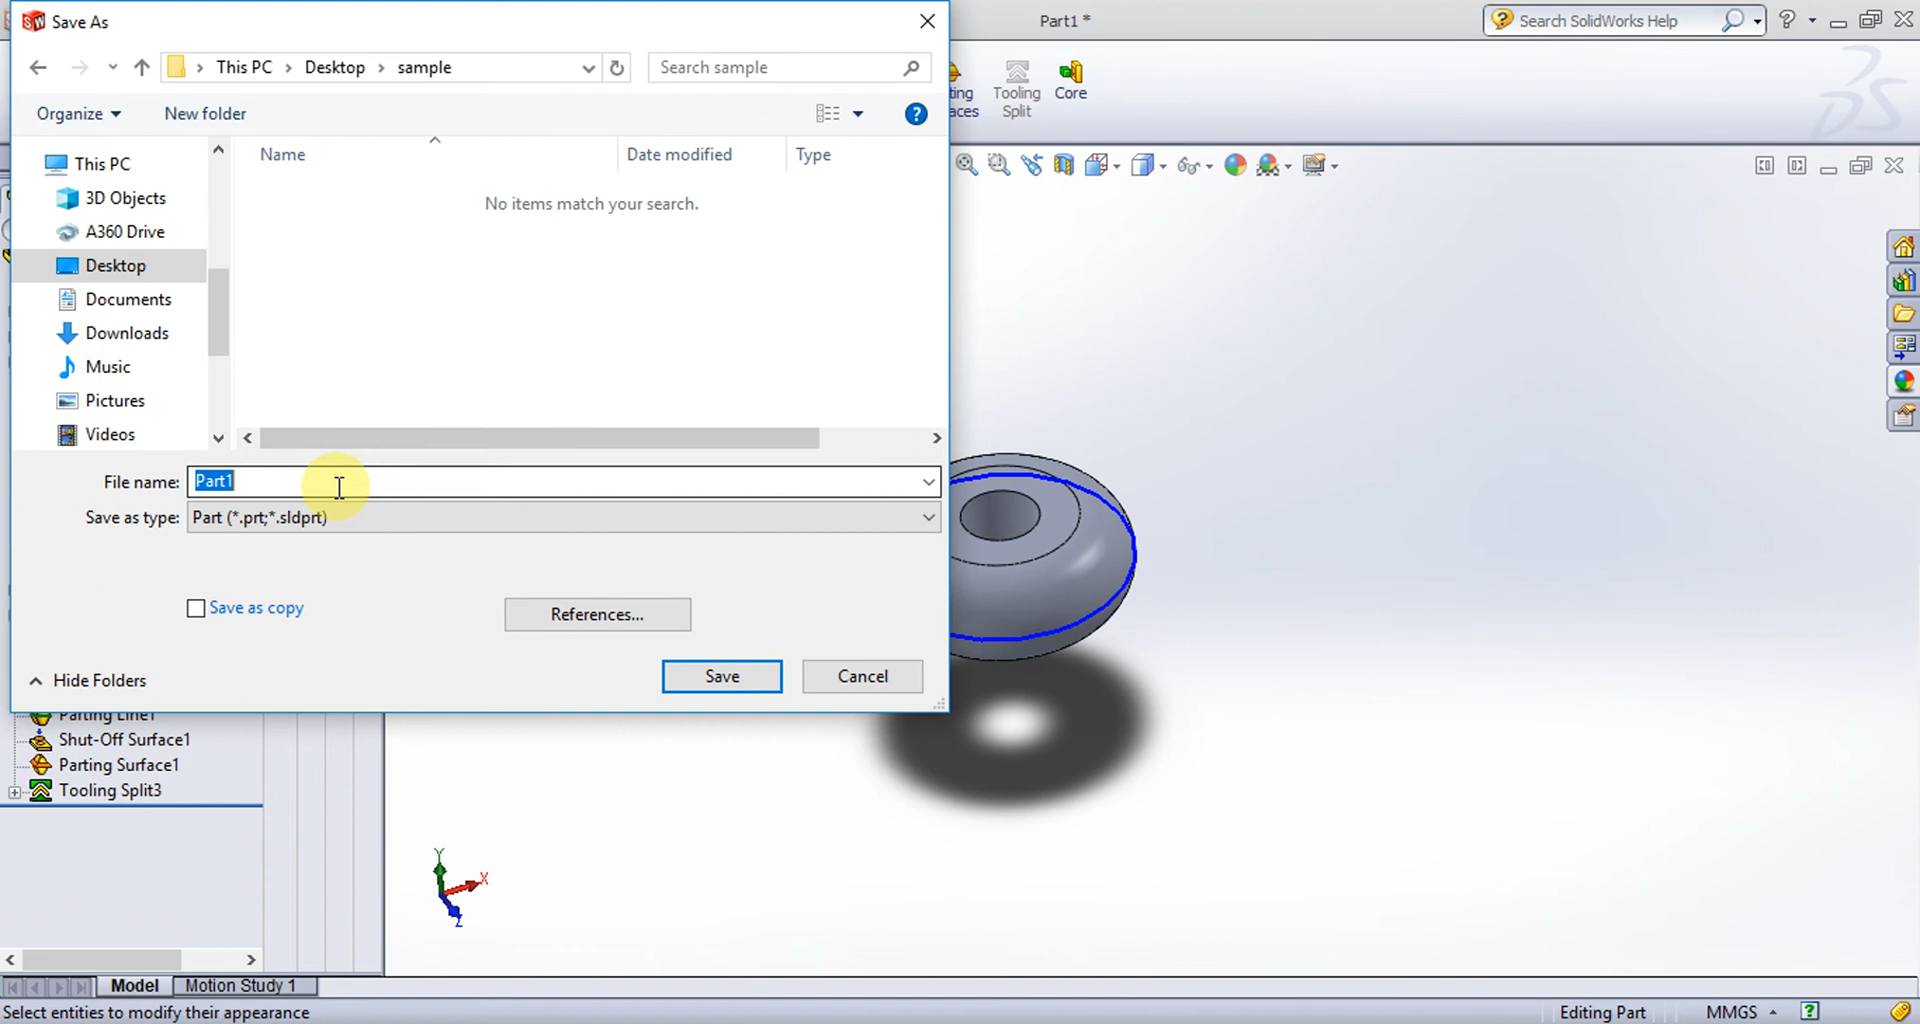 Save As
This PC
Desktop
sample
Search sample
Organize
New folder
Name
Date modified
Type
No items match your search.
This PC
3D Objects
A360 Drive
Desktop
Documents
Downloads
Music
Pictures
Videos
File name:
Part1
Save as type:
Part (*.prt;*.sldprt)
Save as copy
References...
Hide Folders
Save
Cancel
Part1 *
Search SolidWorks Help
Tooling
Split
Core
Parting Line1
Shut-Off Surface1
Parting Surface1
Tooling Split3
Y
X
Z
Model
Motion Study 1
Select entities to modify their appearance
Editing Part
MMGS